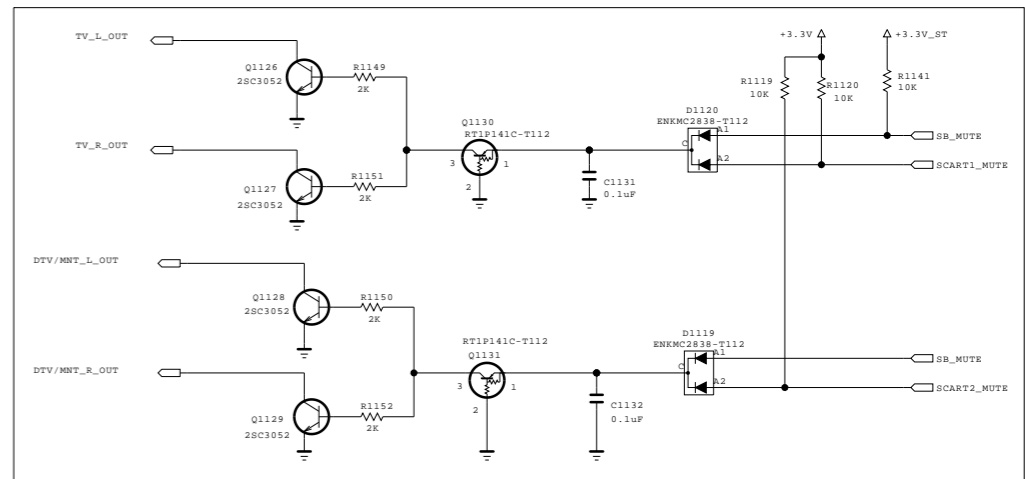 TV_L_OUT
Q1126
2SC3052
R1149
2K
TV_R_OUT
Q1127
2SC3052
R1151
2K
Q1130
RT1P141C-T112
3
1
2
C1131
0.1uF
D1120
ENKMC2838-T112
A1
C
A2
+3.3V
+3.3V_ST
R1119
10K
R1120
10K
R1141
10K
SB_MUTE
SCART1_MUTE
DTV/MNT_L_OUT
Q1128
2SC3052
R1150
2K
DTV/MNT_R_OUT
Q1129
2SC3052
R1152
2K
RT1P141C-T112
Q1131
3
1
2
C1132
0.1uF
D1119
ENKMC2838-T112
A1
C
A2
SB_MUTE
SCART2_MUTE